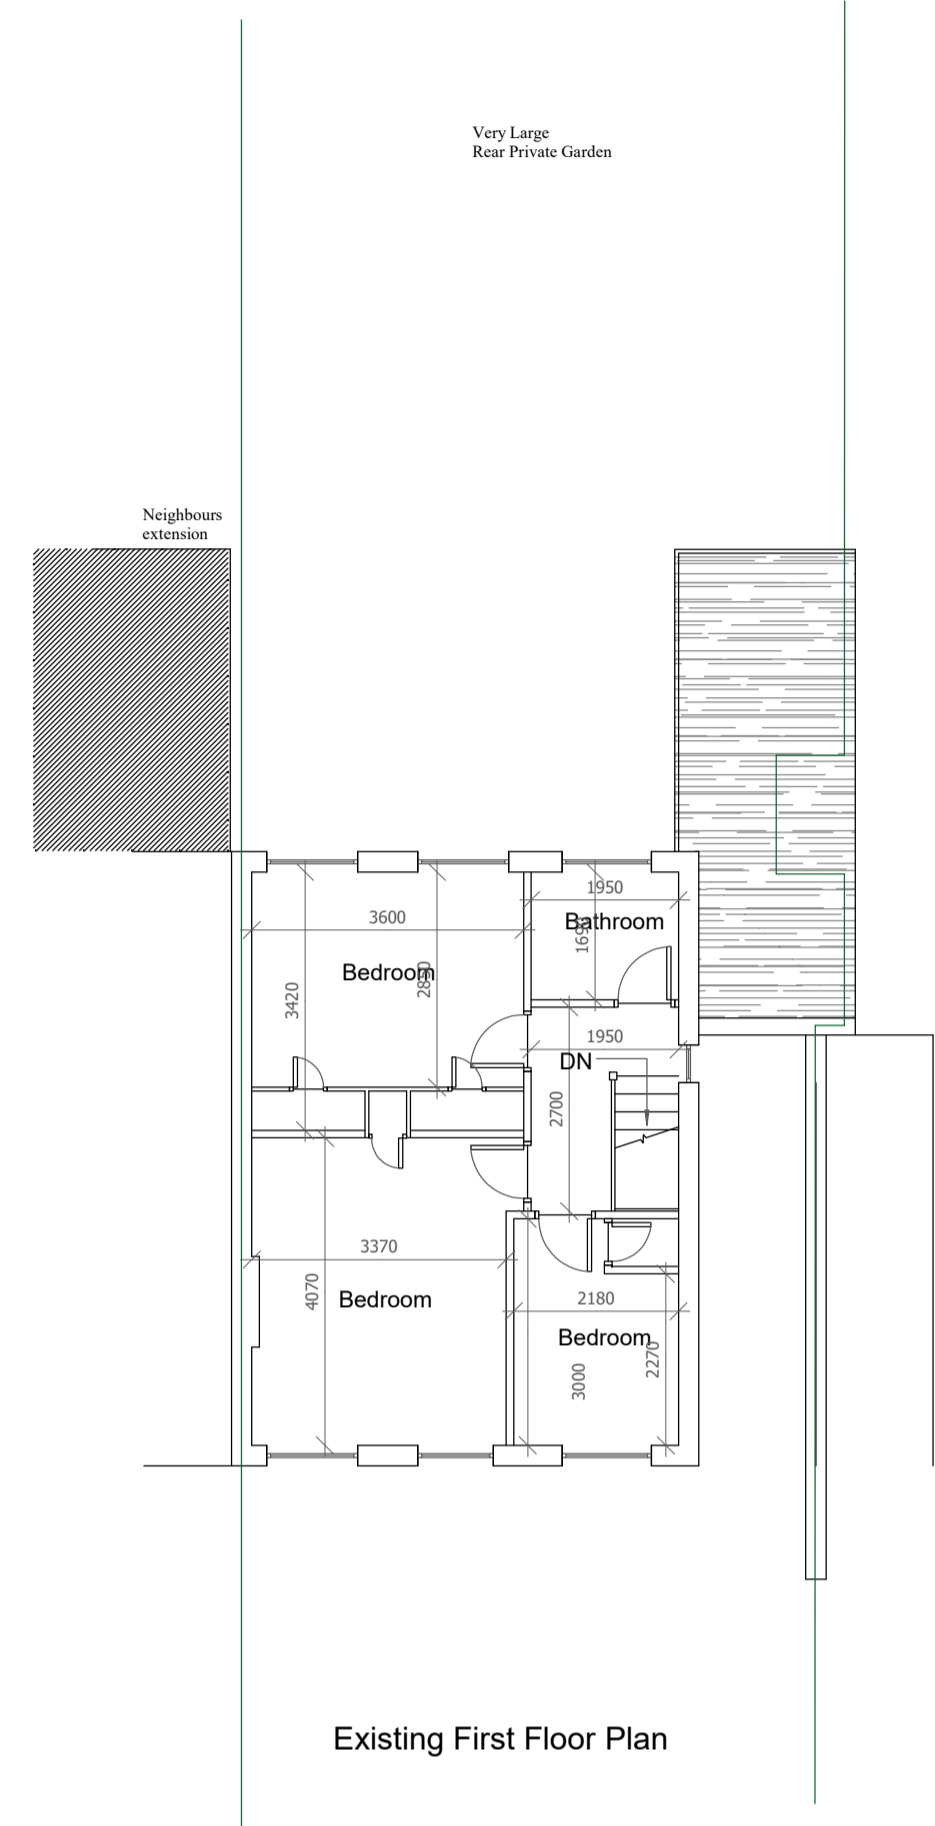 Very Large
Rear Private Garden
Neighbours
extension
1950
3600
Bathroom
1690
Bedroom
2850
3420
1950
DN
2700
3370
4070
Bedroom
2180
Bedroom
2270
3000
Existing First Floor Plan